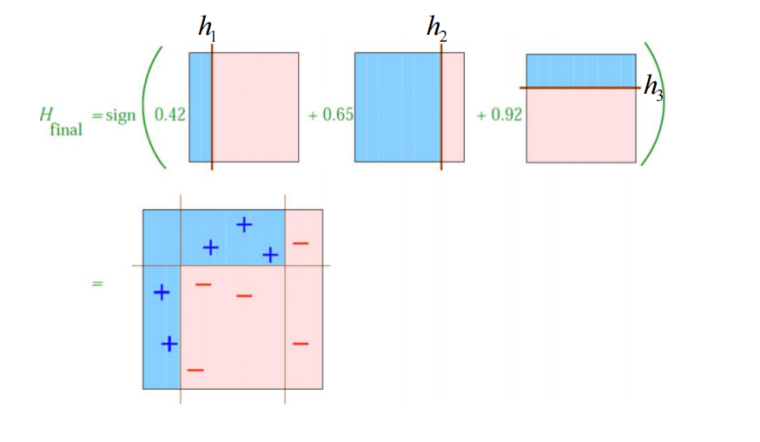 h₁ h₂
H final = sign ( 0.42 + 0.65 + 0.92 h₃ )
=
+ + + −
+ − −
+ −
−